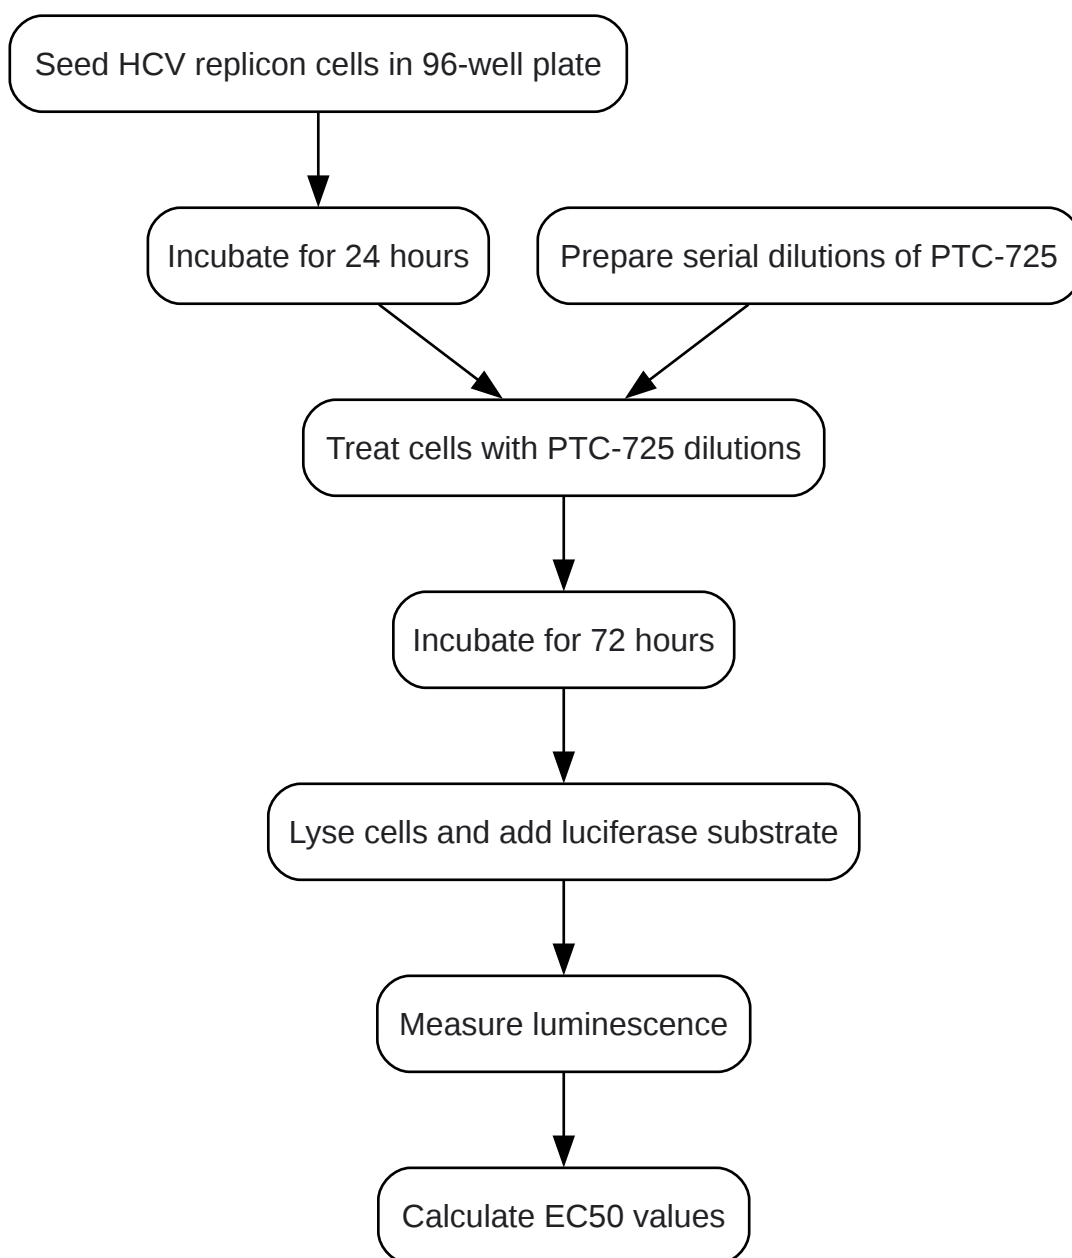 Seed HCV replicon cells in 96-well plate
Incubate for 24 hours
Prepare serial dilutions of PTC-725
Treat cells with PTC-725 dilutions
Incubate for 72 hours
Lyse cells and add luciferase substrate
Measure luminescence
Calculate EC50 values